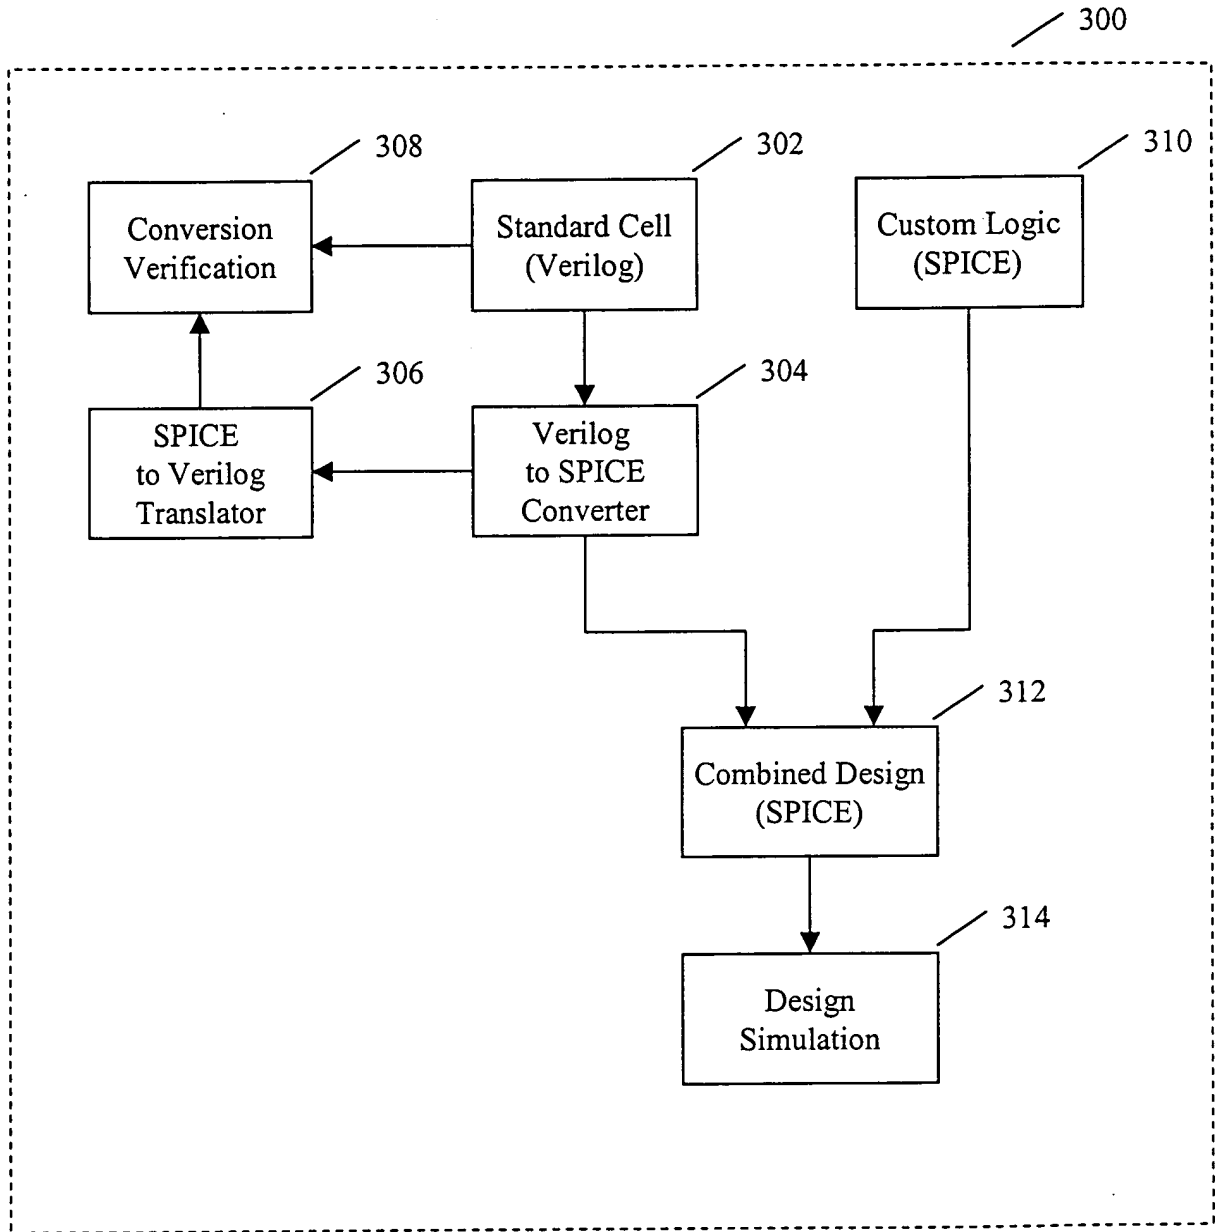 300
308
302
310
Conversion
Verification
Standard Cell
(Verilog)
Custom Logic
(SPICE)
306
304
SPICE
to Verilog
Translator
Verilog
to SPICE
Converter
312
Combined Design
(SPICE)
314
Design
Simulation